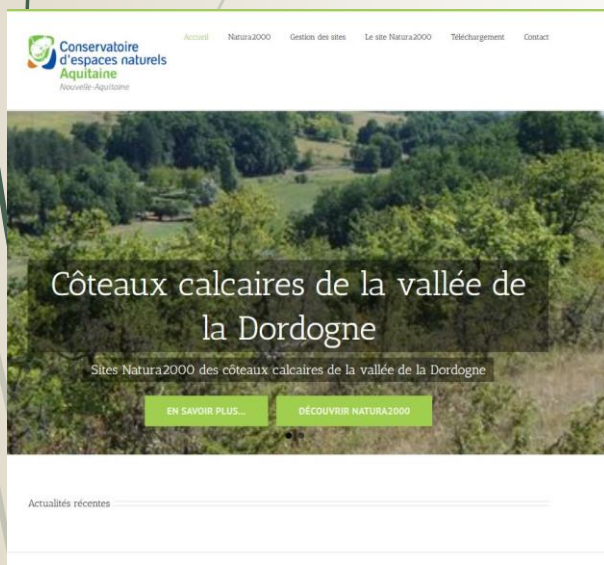 Conservatoire
d'espaces naturels
Aquitaine
Nouvelle-Aquitaine
Accueil Natura2000 Gestion des sites Le site Natura2000 Téléchargement Contact
Côteaux calcaires de la vallée de
la Dordogne
Sites Natura2000 des côteaux calcaires de la vallée de la Dordogne
EN SAVOIR PLUS... DÉCOUVRIR NATURA2000
Actualités récentes